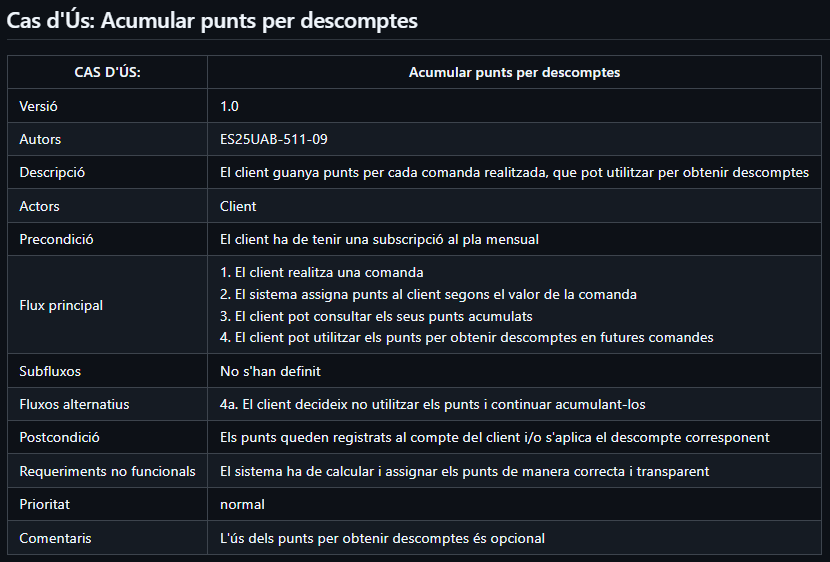 Cas d'Ús: Acumular punts per descomptes
CAS D'ÚS: Acumular punts per descomptes
Versió 1.0
Autors ES25UAB-511-09
Descripció El client guanya punts per cada comanda realitzada, que pot utilitzar per obtenir descomptes
Actors Client
Precondició El client ha de tenir una subscripció al pla mensual
Flux principal
1. El client realitza una comanda
2. El sistema assigna punts al client segons el valor de la comanda
3. El client pot consultar els seus punts acumulats
4. El client pot utilitzar els punts per obtenir descomptes en futures comandes
Subfluxos No s'han definit
Fluxos alternatius 4a. El client decideix no utilitzar els punts i continuar acumulant-los
Postcondició Els punts queden registrats al compte del client i/o s'aplica el descompte corresponent
Requeriments no funcionals El sistema ha de calcular i assignar els punts de manera correcta i transparent
Prioritat normal
Comentaris L'ús dels punts per obtenir descomptes és opcional